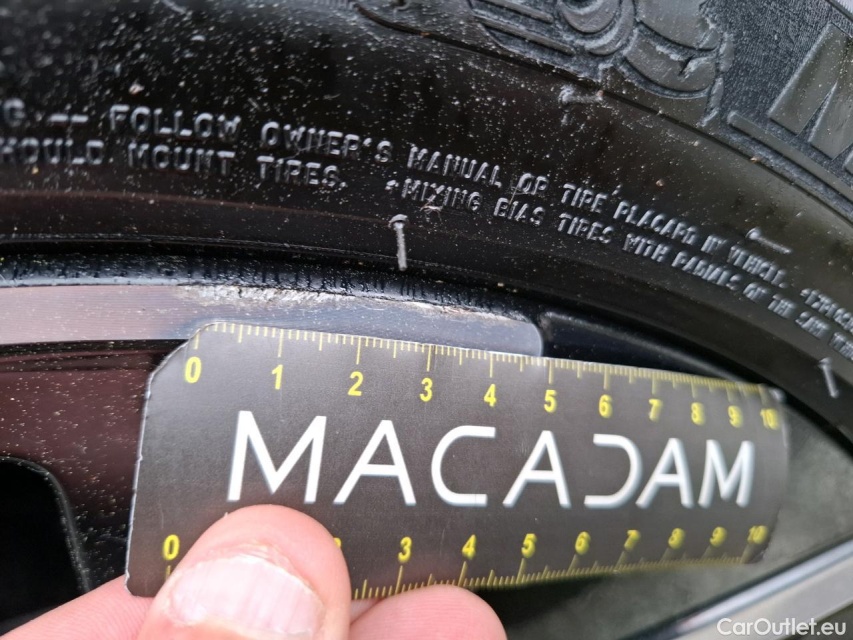 G. -- FOLLOW OWNER'S MANUAL OR TIRE PLACARD IN VEHICLE.
SHOULD MOUNT TIRES. *MIXING BIAS TIRES WITH RADIALS OF THE SAME
0 1 2 3 4 5 6 7 8 9 10
MACADAM
0 3 4 5 6 7 8 9 10
CarOutlet.eu